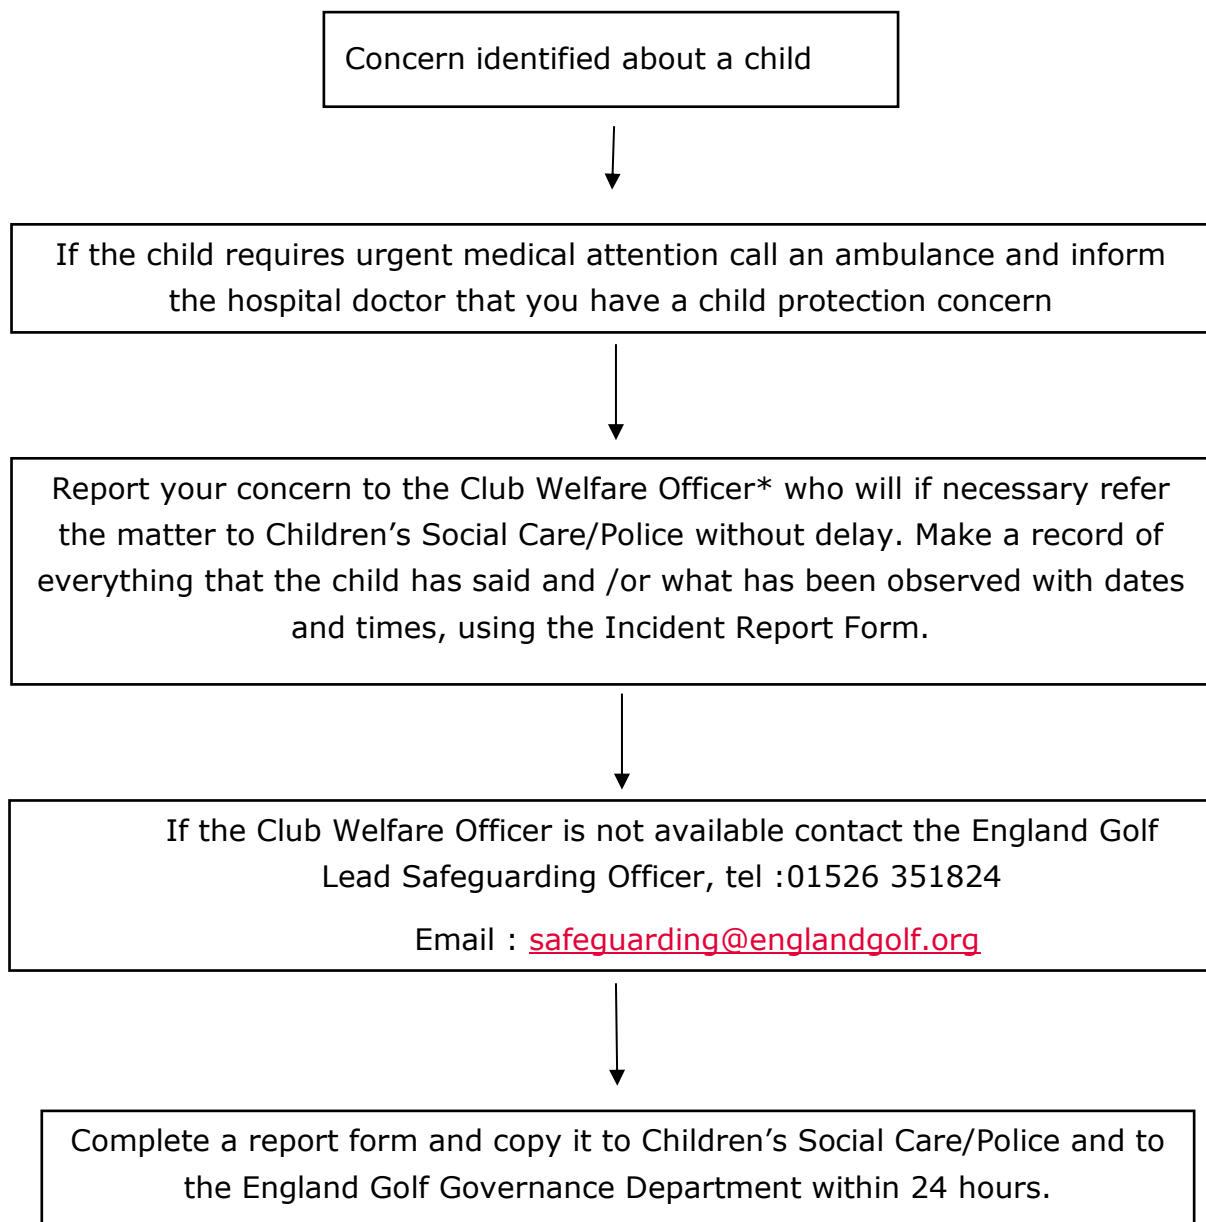 Concern identified about a child
If the child requires urgent medical attention call an ambulance and inform
the hospital doctor that you have a child protection concern
Report your concern to the Club Welfare Officer* who will if necessary refer
the matter to Children’s Social Care/Police without delay. Make a record of
everything that the child has said and /or what has been observed with dates
and times, using the Incident Report Form.
If the Club Welfare Officer is not available contact the England Golf
Lead Safeguarding Officer, tel :01526 351824
Email : safeguarding@englandgolf.org
Complete a report form and copy it to Children’s Social Care/Police and to
the England Golf Governance Department within 24 hours.